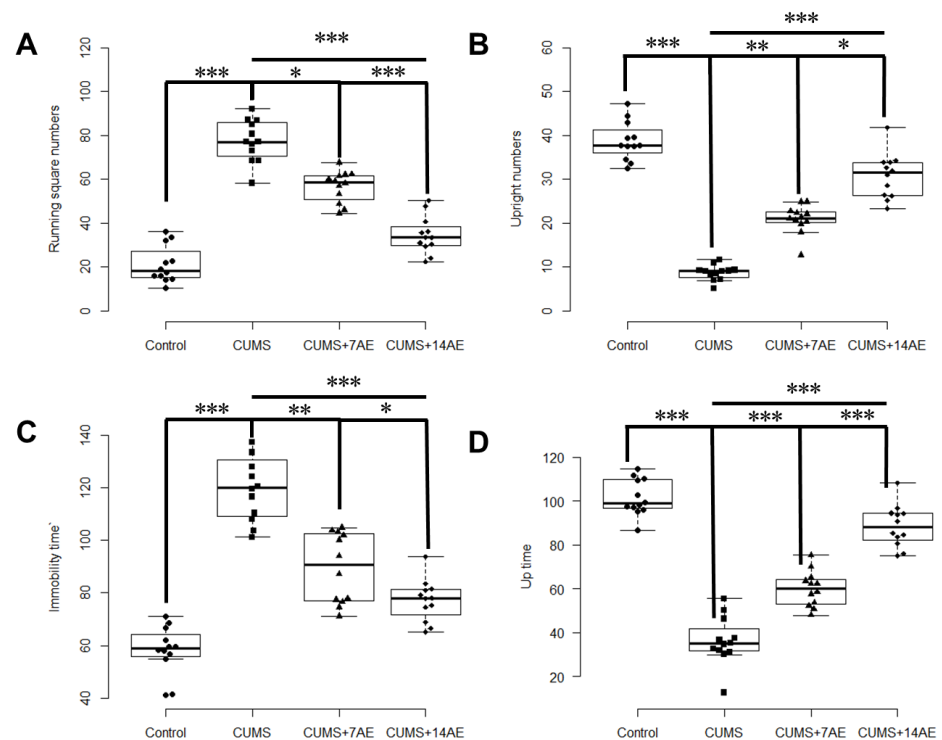 A
Running square numbers
120
100
80
60
40
20
0
***
*** * ***
Control CUMS CUMS+7AE CUMS+14AE
B
Upright numbers
60
50
40
30
20
10
0
***
*** ** *
Control CUMS CUMS+7AE CUMS+14AE
C
Immobility time`
140
120
100
80
60
40
***
*** ** *
Control CUMS CUMS+7AE CUMS+14AE
D
Up time
120
100
80
60
40
20
***
*** *** ***
Control CUMS CUMS+7AE CUMS+14AE